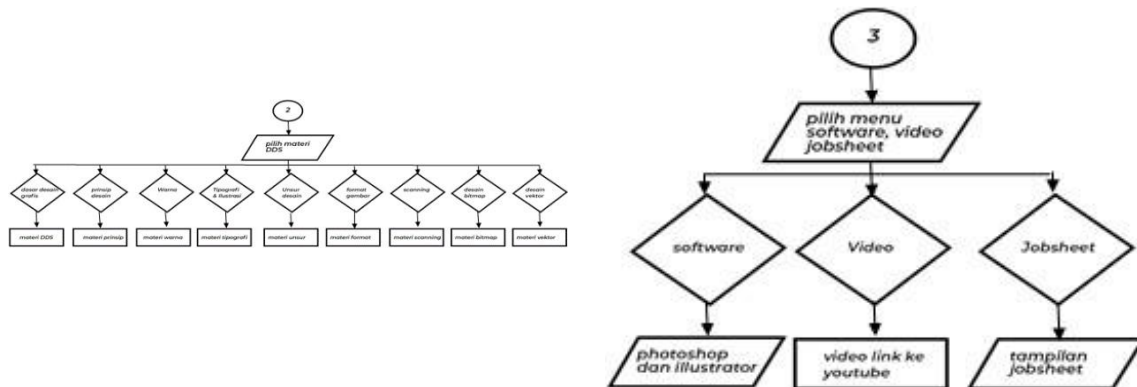 2
pilih materi
DDS
dasar desain
grafis
prinsip
desain
Warna
Tipografi
& Ilustrasi
Unsur
desain
format
gambar
scanning
desain
bitmap
desain
vektor
materi DDS
materi prinsip
materi warna
materi tipografi
materi unsur
materi format
materi scanning
materi bitmap
materi vektor
3
pilih menu
software, video
jobsheet
software
Video
Jobsheet
photoshop
dan illustrator
video link ke
youtube
tampilan
jobsheet